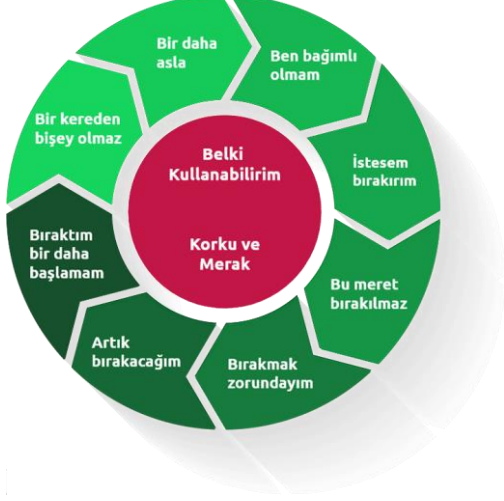 Bir daha
asla
Ben bağımlı
olmam
İstesem
bırakırım
Bu meret
bırakılmaz
Bırakmak
zorundayım
Artık
bırakacağım
Bıraktım
bir daha
başlamam
Bir kereden
bişey olmaz
Belki
Kullanabilirim
Korku ve
Merak